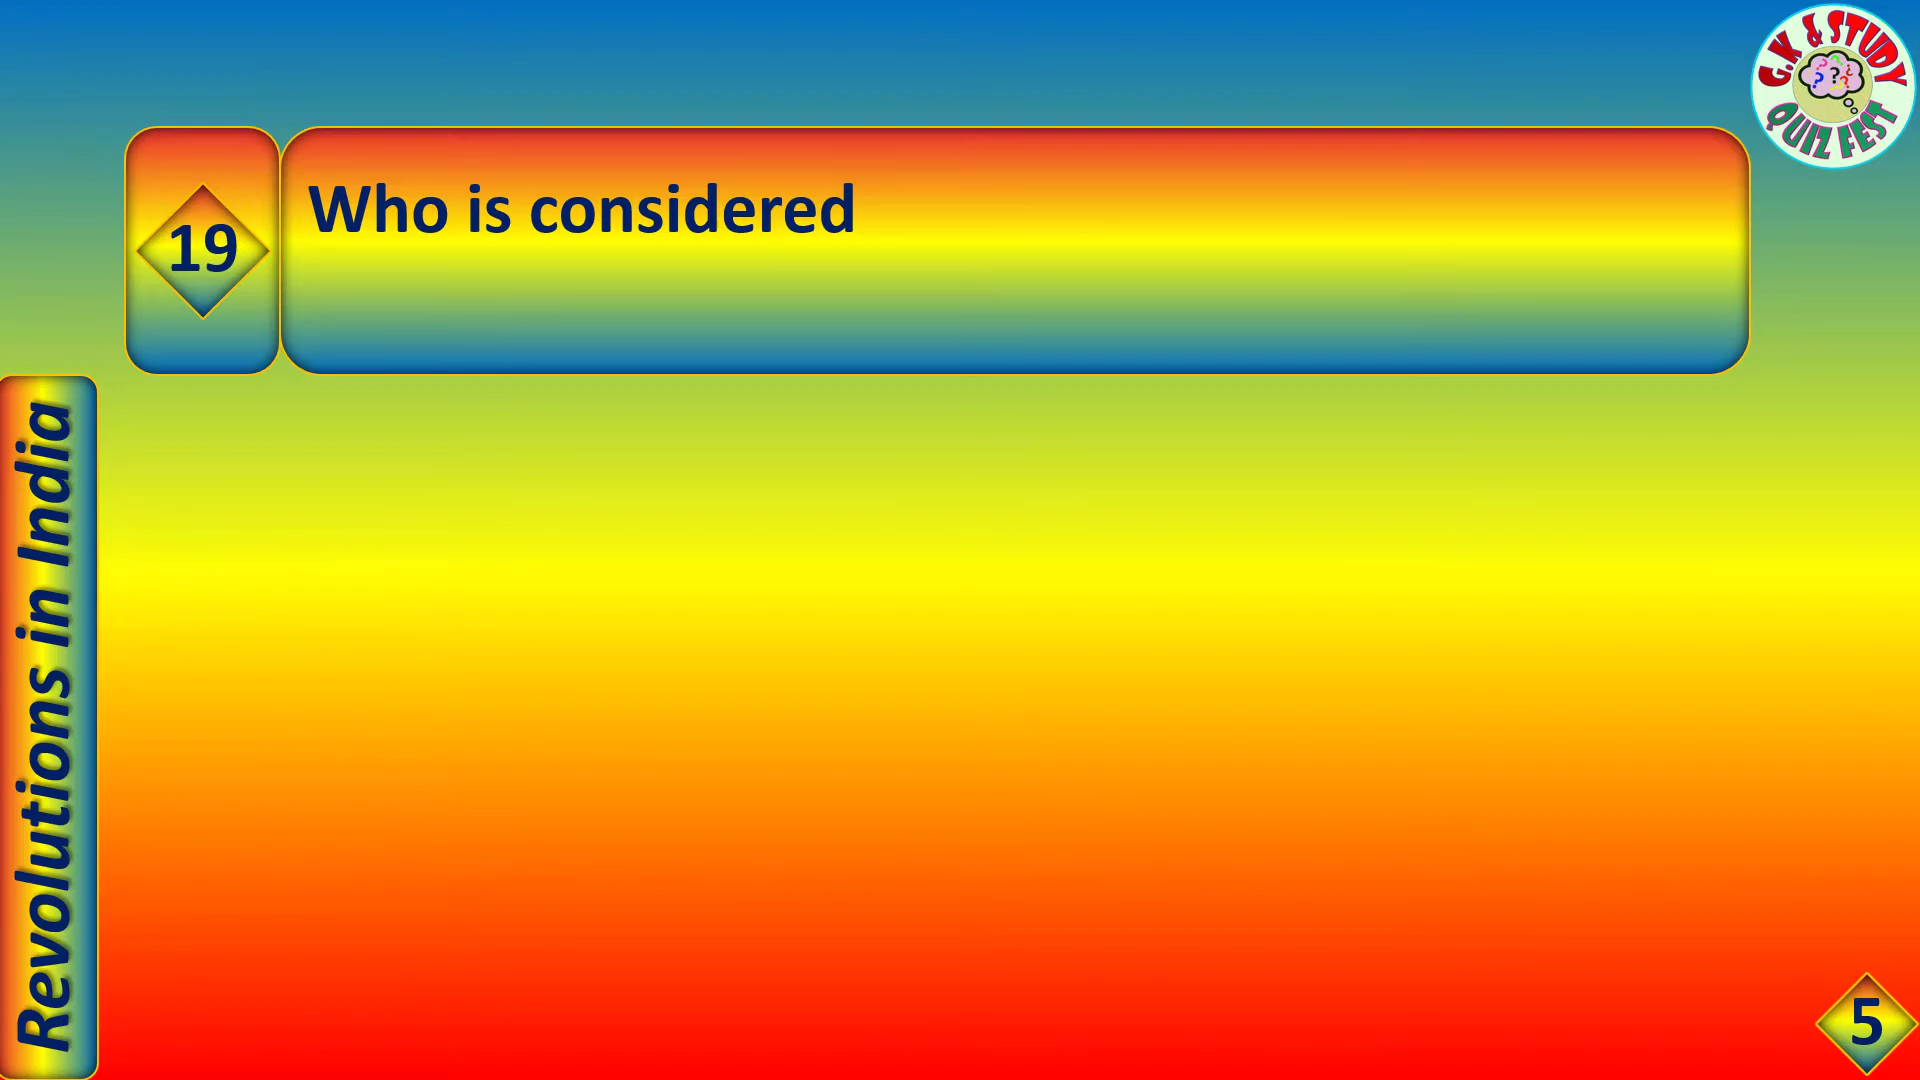 G.K & STUDY
QUIZ FEST
19
Who is considered
Revolutions in India
5